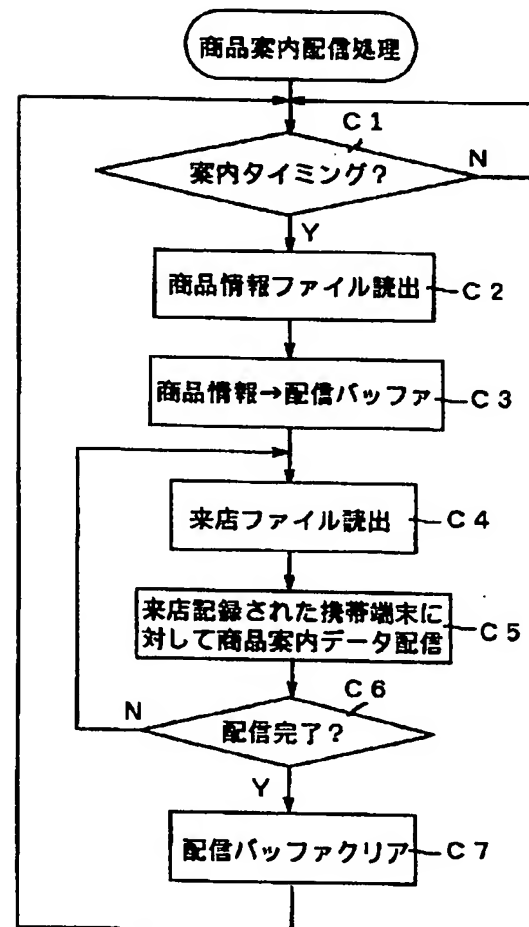 商品案内配信処理
C1
案内タイミング?
N
Y
商品情報ファイル読出
C2
商品情報→配信バッファ
C3
来店ファイル読出
C4
来店記録された携帯端末に
対して商品案内データ配信
C5
C6
N
配信完了?
Y
配信バッファクリア
C7